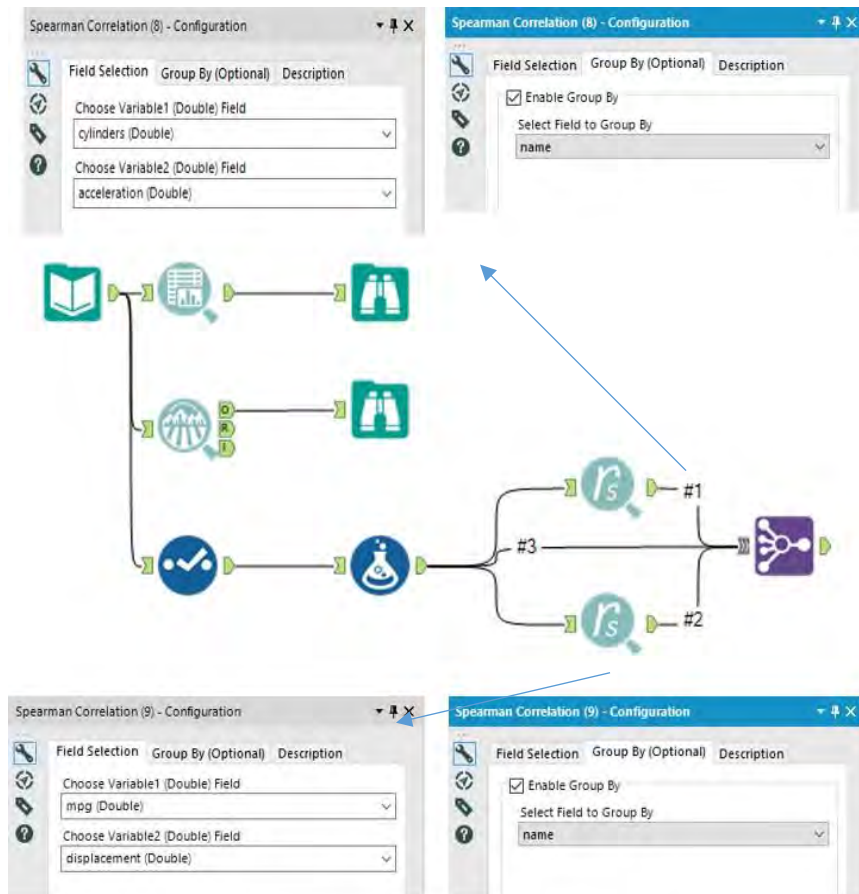 Spearman Correlation (8) - Configuration
Field Selection Group By (Optional) Description
Choose Variable1 (Double) Field
cylinders (Double)
Choose Variable2 (Double) Field
acceleration (Double)
Spearman Correlation (8) - Configuration
Field Selection Group By (Optional) Description
Enable Group By
Select Field to Group By
name
O
R
I
rs
#1
#3
rs
#2
Spearman Correlation (9) - Configuration
Field Selection Group By (Optional) Description
Choose Variable1 (Double) Field
mpg (Double)
Choose Variable2 (Double) Field
displacement (Double)
Spearman Correlation (9) - Configuration
Field Selection Group By (Optional) Description
Enable Group By
Select Field to Group By
name